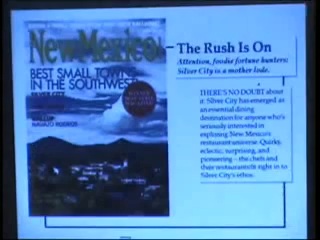 New Mexico
BEST SMALL TOWNS
IN THE SOUTHWEST
SILVER CITY
The Rush Is On
Attention, foodie fortune hunters:
Silver City is a mother lode.
THERE'S NO DOUBT about
it: Silver City has emerged as
an essential dining
destination for anyone who's
seriously interested in
exploring New Mexico's
restaurant universe. Quirky,
eclectic, surprising, and
pioneering – the chefs and
their restaurants fit right in to
Silver City's ethos.